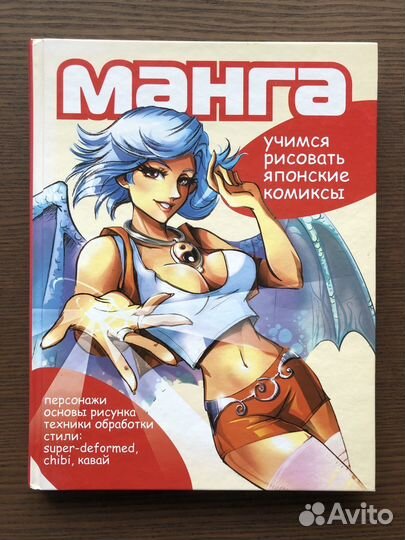 манга
учимся
рисовать
японские
комиксы
персонажи
основы рисунка
техники обработки
стили:
super-deformed,
chibi, кавай
Avito